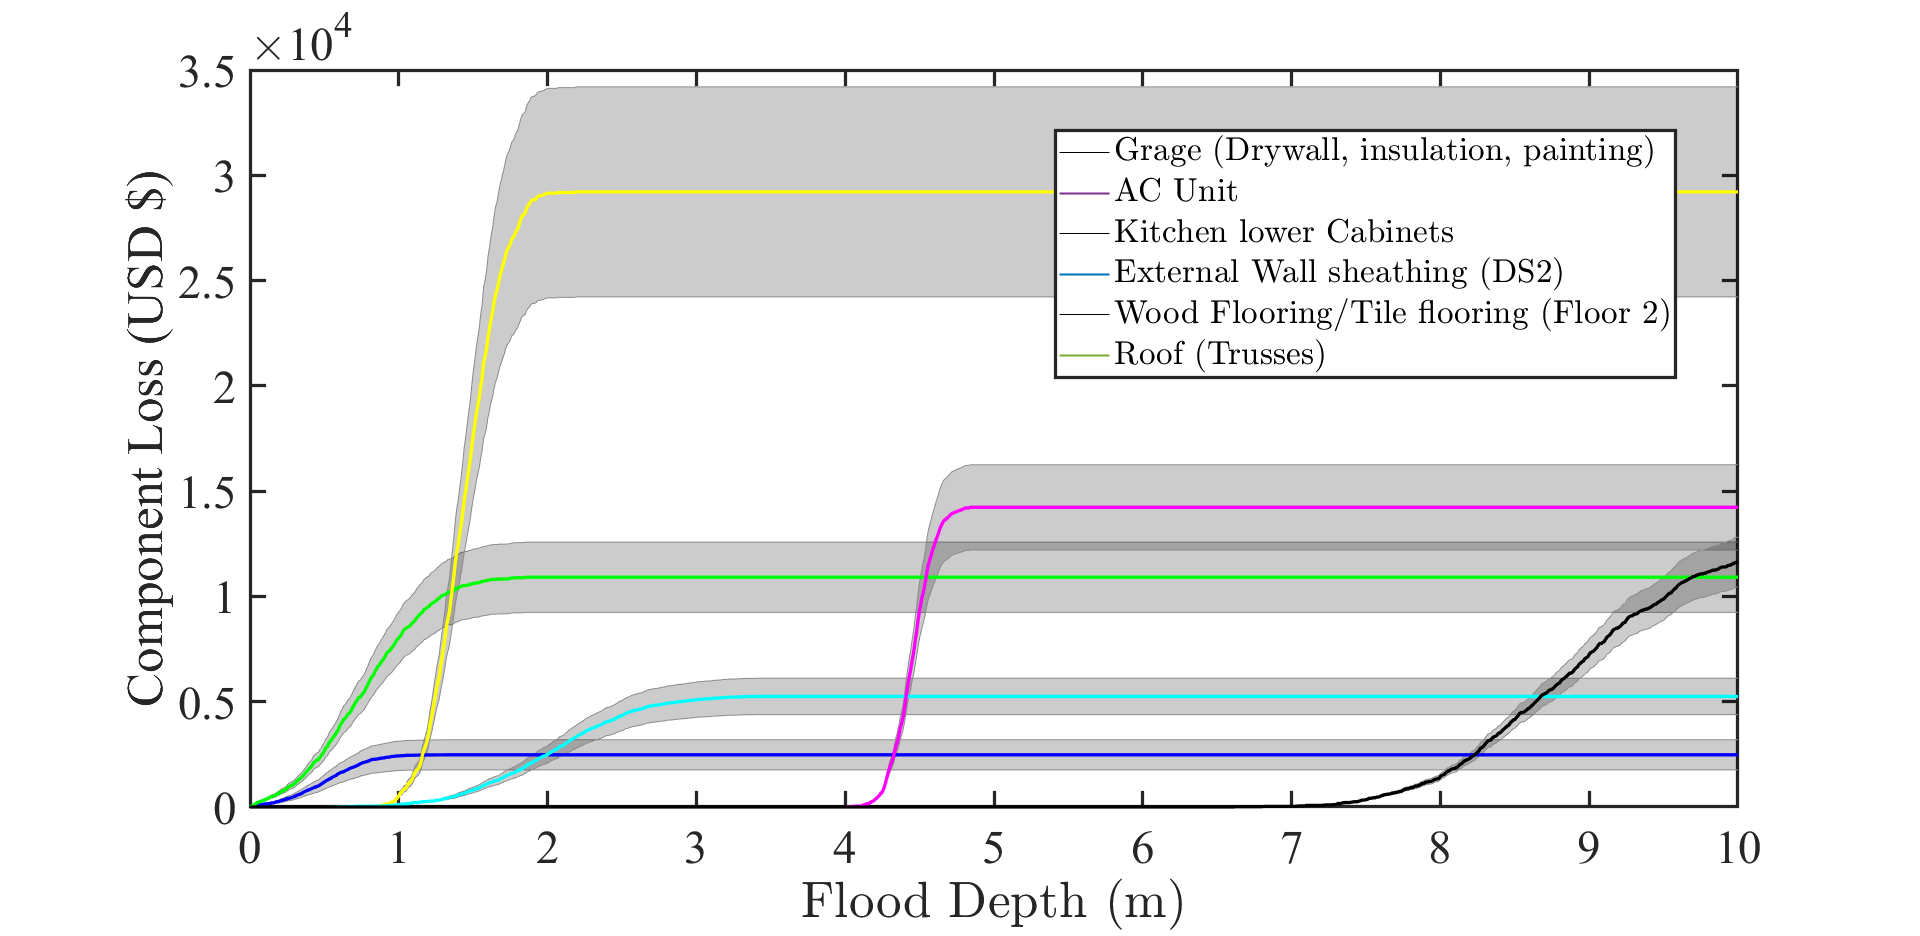 ×10^4
3.5
3
2.5
2
1.5
1
0.5
0
Component Loss (USD $)
Grage (Drywall, insulation, painting)
AC Unit
Kitchen lower Cabinets
External Wall sheathing (DS2)
Wood Flooring/Tile flooring (Floor 2)
Roof (Trusses)
0 1 2 3 4 5 6 7 8 9 10
Flood Depth (m)